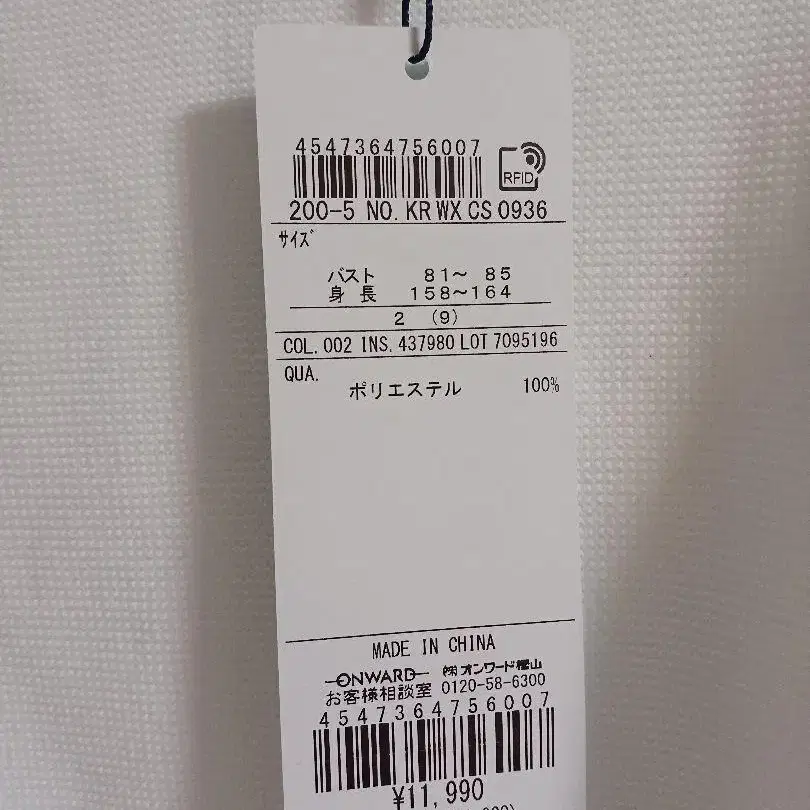 4547364756007
RFID
200-5 NO. KR WX CS 0936
サイズ
バスト 81～ 85
身 長 158～164
2 (9)
COL. 002 INS. 437980 LOT 7095196
QUA.
ポリエステル 100%
MADE IN CHINA
ONWARD ㈱オンワード樫山
お客様相談室 0120-58-6300
4547364756007
¥11,990